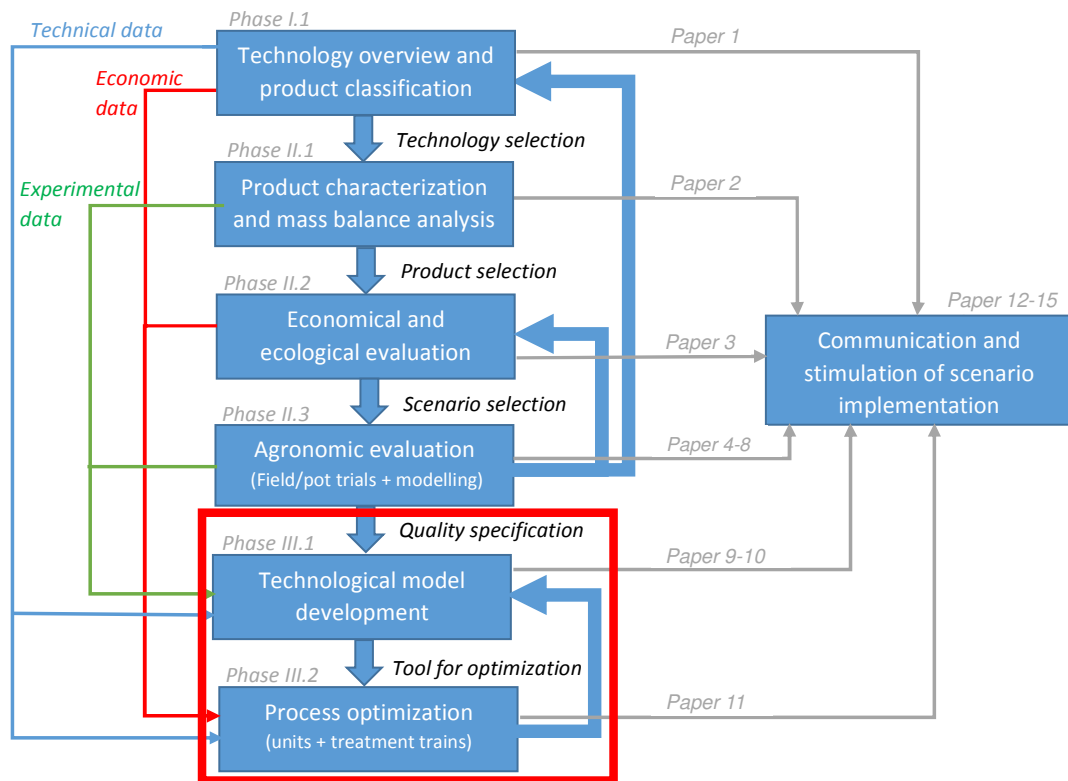 Phase I.1
Technical data
Paper 1
Technology overview and
product classification
Economic
data
Technology selection
Phase II.1
Experimental
data
Product characterization
and mass balance analysis
Paper 2
Product selection
Phase II.2
Economical and
ecological evaluation
Paper 3
Paper 12-15
Communication and
stimulation of scenario
implementation
Scenario selection
Phase II.3
Agronomic evaluation
(Field/pot trials + modelling)
Paper 4-8
Quality specification
Phase III.1
Technological model
development
Paper 9-10
Tool for optimization
Phase III.2
Process optimization
(units + treatment trains)
Paper 11